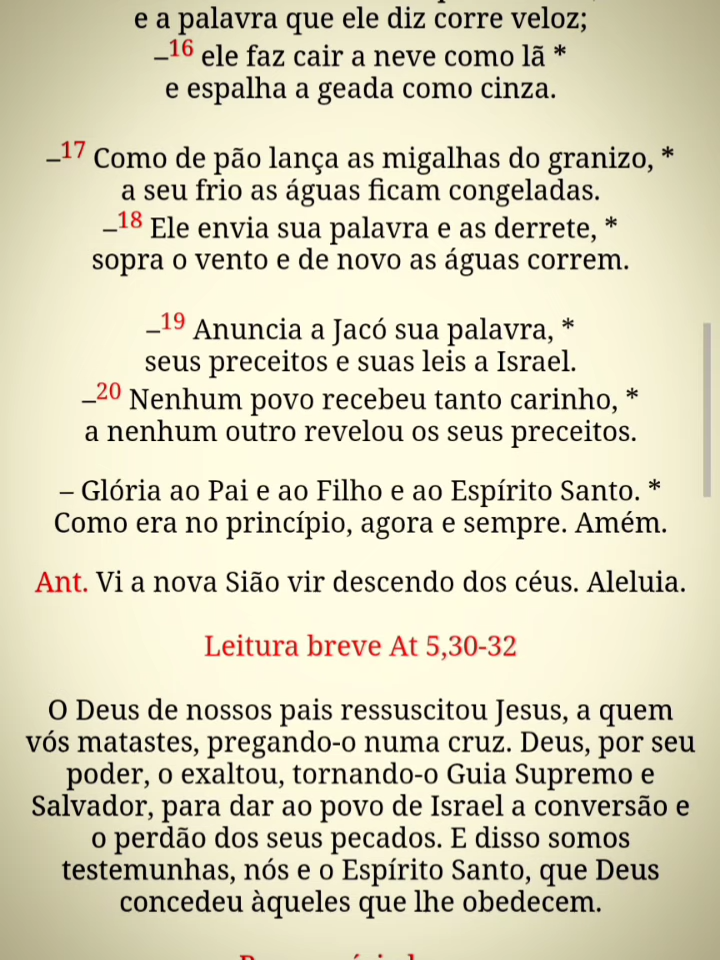 e a palavra que ele diz corre veloz;
–16 ele faz cair a neve como lã *
e espalha a geada como cinza.
–17 Como de pão lança as migalhas do granizo, *
a seu frio as águas ficam congeladas.
–18 Ele envia sua palavra e as derrete, *
sopra o vento e de novo as águas correm.
–19 Anuncia a Jacó sua palavra, *
seus preceitos e suas leis a Israel.
–20 Nenhum povo recebeu tanto carinho, *
a nenhum outro revelou os seus preceitos.
– Glória ao Pai e ao Filho e ao Espírito Santo. *
Como era no princípio, agora e sempre. Amém.
Ant. Vi a nova Sião vir descendo dos céus. Aleluia.
Leitura breve At 5,30-32
O Deus de nossos pais ressuscitou Jesus, a quem
vós matastes, pregando-o numa cruz. Deus, por seu
poder, o exaltou, tornando-o Guia Supremo e
Salvador, para dar ao povo de Israel a conversão e
o perdão dos seus pecados. E disso somos
testemunhas, nós e o Espírito Santo, que Deus
concedeu àqueles que lhe obedecem.